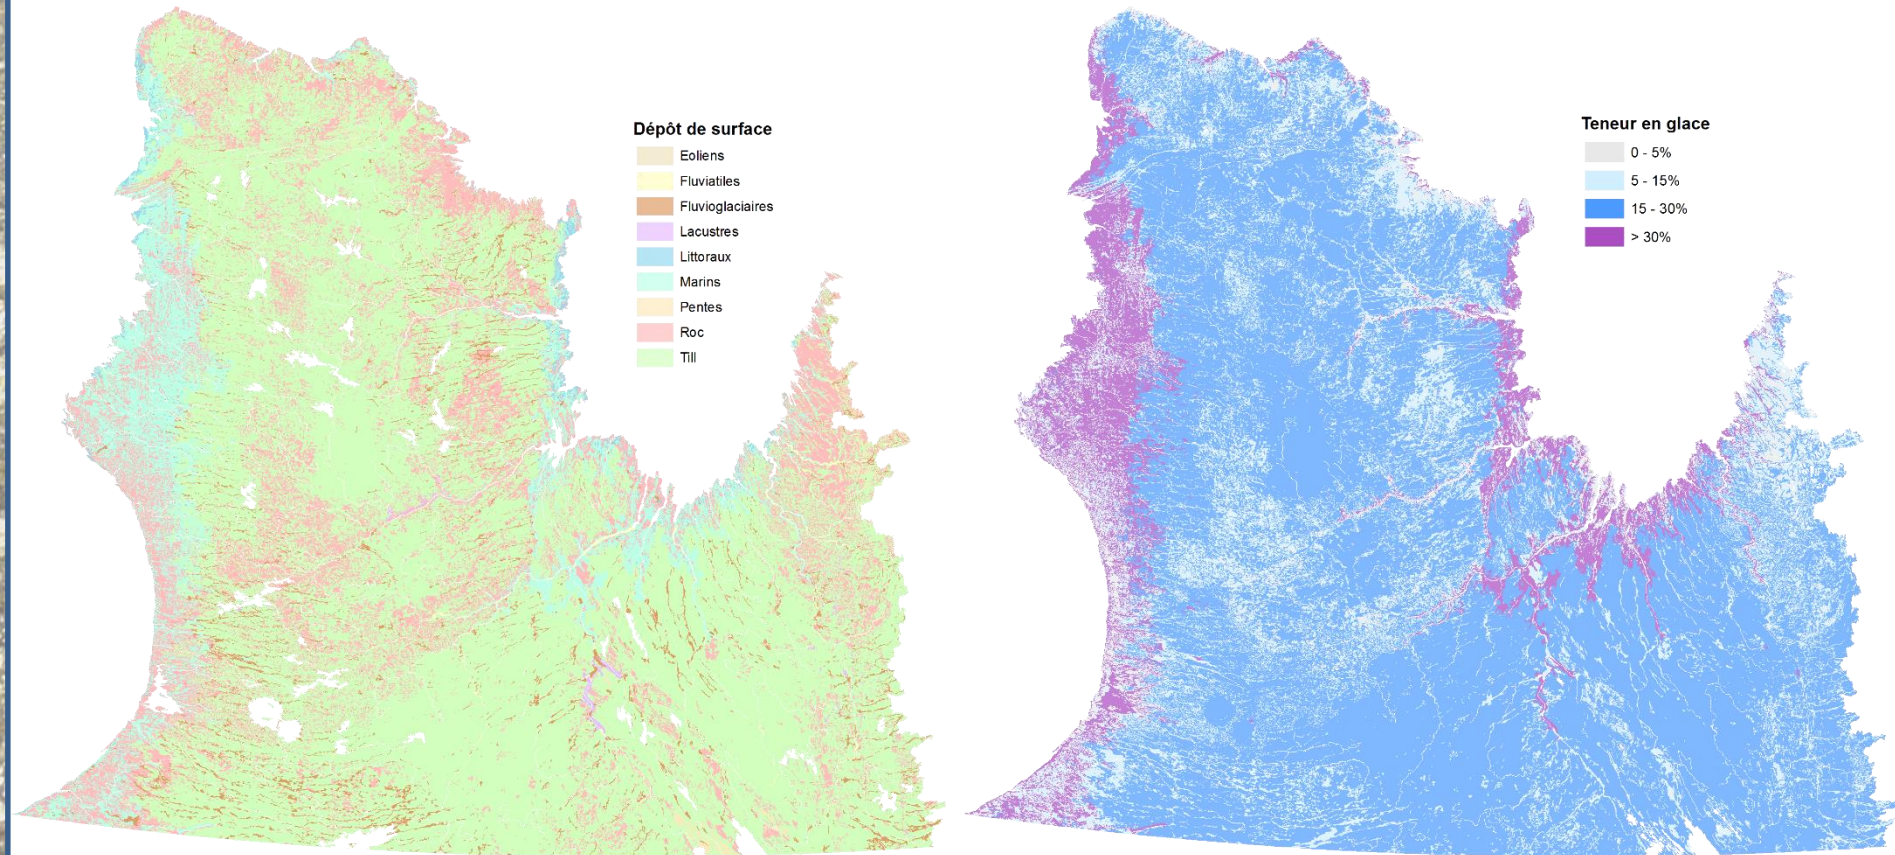 Dépôt de surface
Eoliens
Fluviatiles
Fluvioglaciaires
Lacustres
Littoraux
Marins
Pentes
Roc
Till
Teneur en glace
0 - 5%
5 - 15%
15 - 30%
> 30%